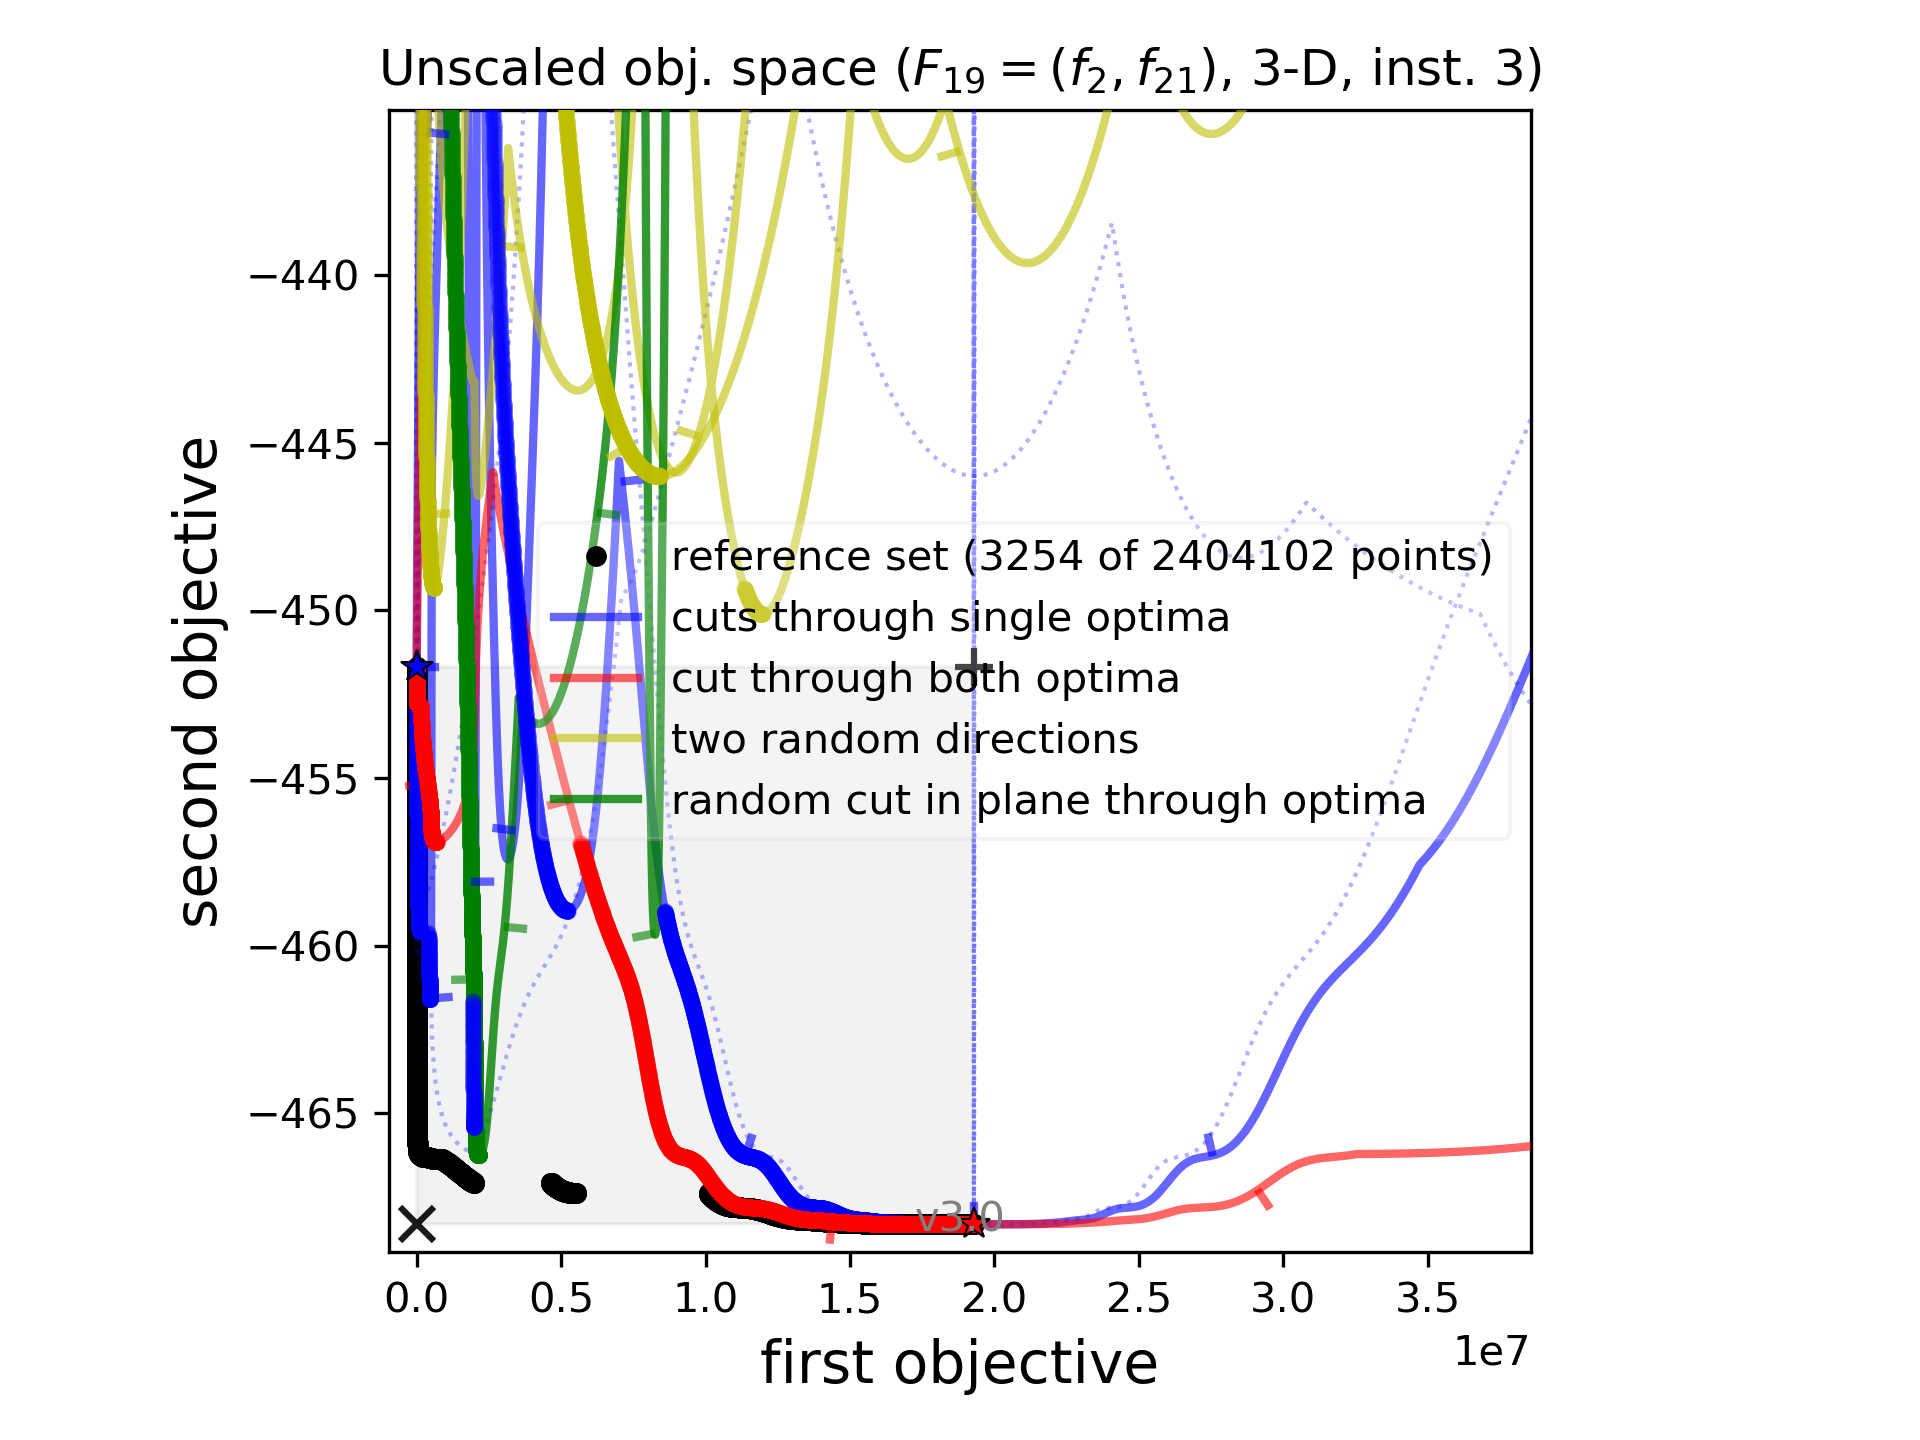 Unscaled obj. space (F₁₉ = (f₂, f₂₁), 3-D, inst. 3)
second objective
−440
−445
−450
−455
−460
−465
reference set (3254 of 2404102 points)
cuts through single optima
cut through both optima
two random directions
random cut in plane through optima
v3.0
0.0 0.5 1.0 1.5 2.0 2.5 3.0 3.5
1e7
first objective